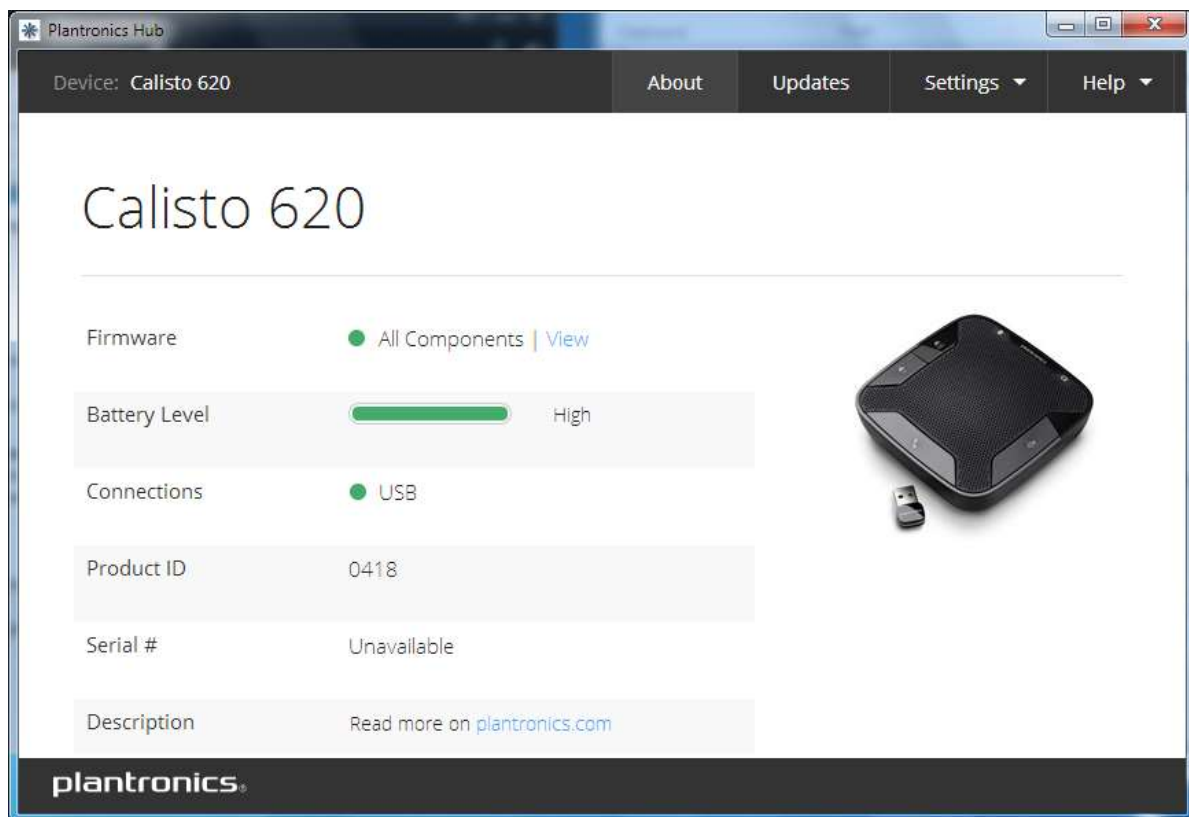 Plantronics Hub
Device: Calisto 620 About Updates Settings Help
Calisto 620
Firmware All Components | View
Battery Level High
Connections USB
Product ID 0418
Serial # Unavailable
Description Read more on plantronics.com
plantronics®